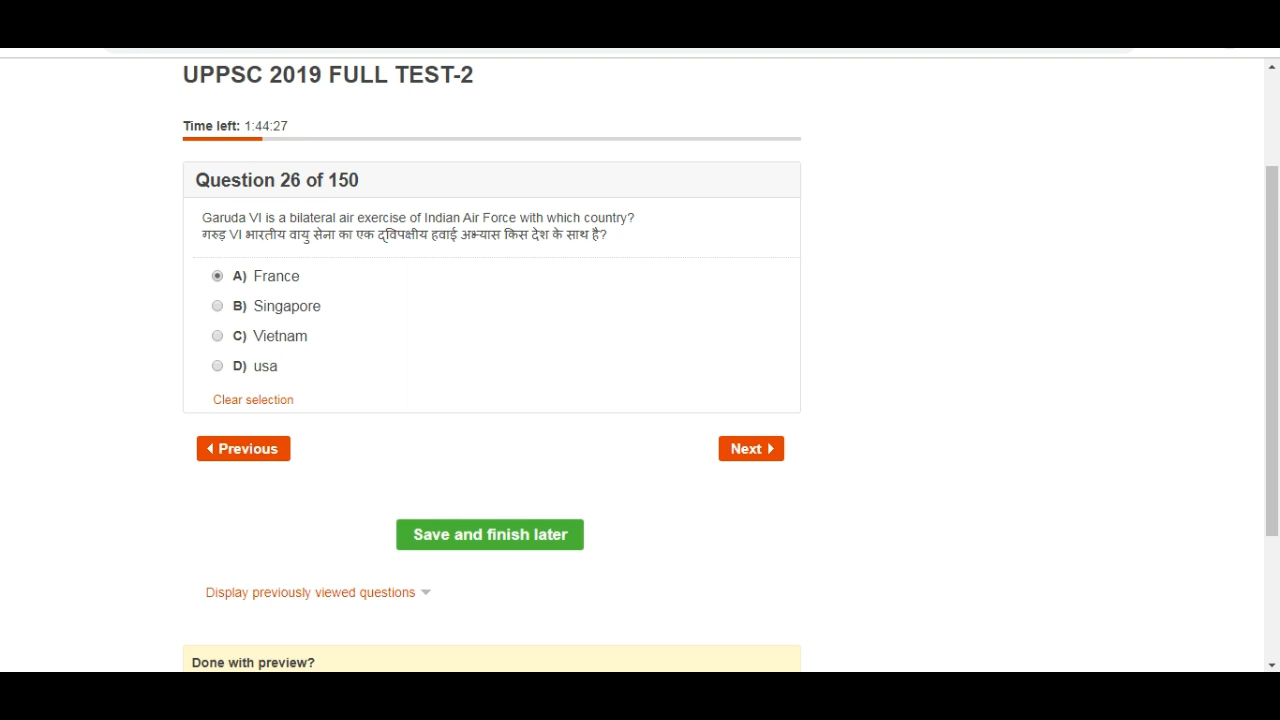 UPPSC 2019 FULL TEST-2
Time left: 1:44:27
Question 26 of 150
Garuda VI is a bilateral air exercise of Indian Air Force with which country?
गरुड़ VI भारतीय वायु सेना का एक द्विपक्षीय हवाई अभ्यास किस देश के साथ है?
A) France
B) Singapore
C) Vietnam
D) usa
Clear selection
Previous
Next
Save and finish later
Display previously viewed questions
Done with preview?